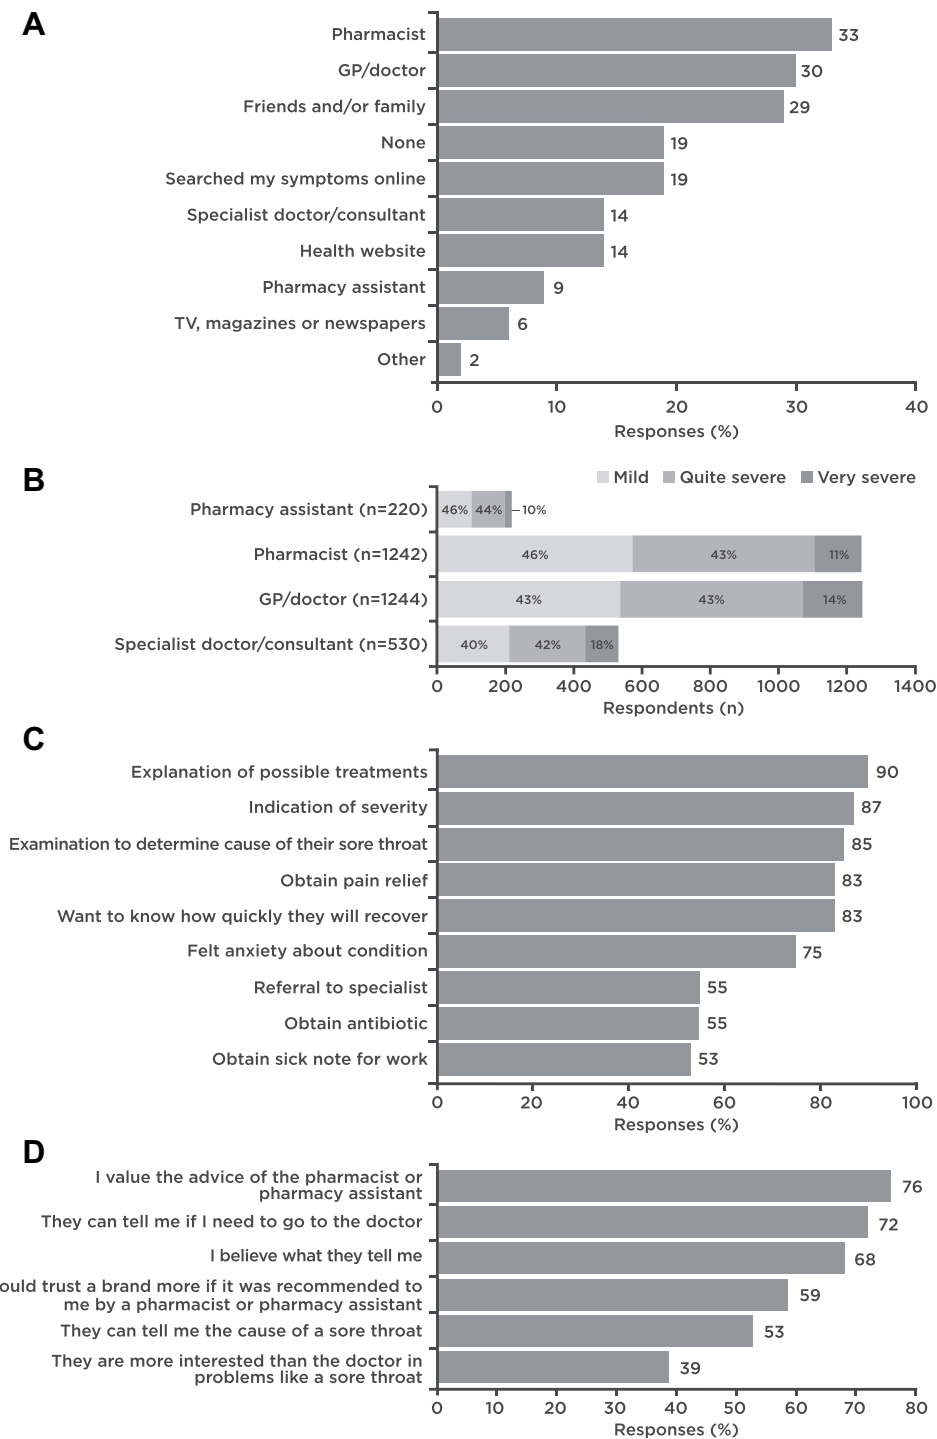 A
Pharmacist 33
GP/doctor 30
Friends and/or family 29
None 19
Searched my symptoms online 19
Specialist doctor/consultant 14
Health website 14
Pharmacy assistant 9
TV, magazines or newspapers 6
Other 2
0 10 20 30 40
Responses (%)
B
Mild Quite severe Very severe
Pharmacy assistant (n=220) 46% 44% 10%
Pharmacist (n=1242) 46% 43% 11%
GP/doctor (n=1244) 43% 43% 14%
Specialist doctor/consultant (n=530) 40% 42% 18%
0 200 400 600 800 1000 1200 1400
Respondents (n)
C
Explanation of possible treatments 90
Indication of severity 87
Examination to determine cause of their sore throat 85
Obtain pain relief 83
Want to know how quickly they will recover 83
Felt anxiety about condition 75
Referral to specialist 55
Obtain antibiotic 55
Obtain sick note for work 53
0 20 40 60 80 100
Responses (%)
D
I value the advice of the pharmacist or
pharmacy assistant 76
They can tell me if I need to go to the doctor 72
I believe what they tell me 68
ould trust a brand more if it was recommended to
me by a pharmacist or pharmacy assistant 59
They can tell me the cause of a sore throat 53
They are more interested than the doctor in
problems like a sore throat 39
0 10 20 30 40 50 60 70 80
Responses (%)